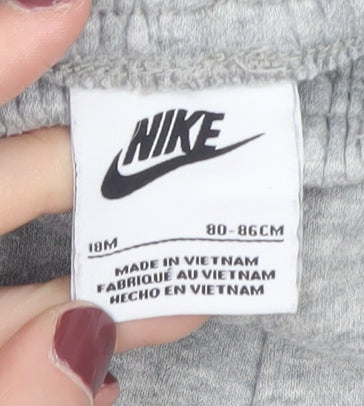 NIKE
18M 80-86CM
MADE IN VIETNAM
FABRIQUÉ AU VIETNAM
HECHO EN VIETNAM